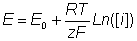 E = E₀ + RT/zF Ln([i])